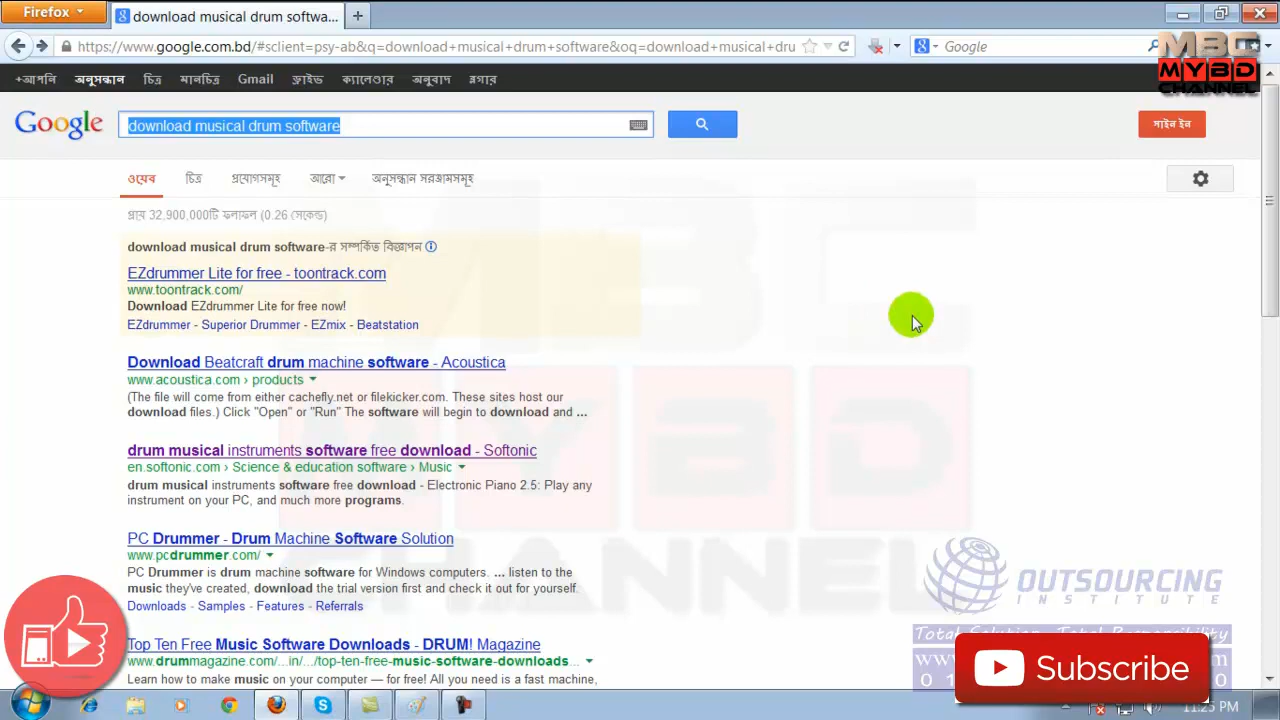 Firefox
download musical drum softwa...
https://www.google.com.bd/#sclient=psy-ab&q=download+musical+drum+software&oq=download+musical+dru
Google
MBC
MYBD
CHANNEL
+আপনি অনুসন্ধান চিত্র মানচিত্র Gmail ড্রাইভ ক্যালেণ্ডার অনুবাদ ব্লগার
Google
download musical drum software
সাইন ইন
ওয়েব চিত্র প্রয়োগসমূহ আরো অনুসন্ধান সরঞ্জামসমূহ
প্রায় 32,900,000টি ফলাফল (0.26 সেকেন্ড)
download musical drum software-র সম্পর্কিত বিজ্ঞাপন
EZdrummer Lite for free - toontrack.com
www.toontrack.com/
Download EZdrummer Lite for free now!
EZdrummer - Superior Drummer - EZmix - Beatstation
Download Beatcraft drum machine software - Acoustica
www.acoustica.com › products
(The file will come from either cachefly.net or filekicker.com. These sites host our
download files.) Click "Open" or "Run" The software will begin to download and ...
drum musical instruments software free download - Softonic
en.softonic.com › Science & education software › Music
drum musical instruments software free download - Electronic Piano 2.5: Play any
instrument on your PC, and much more programs.
PC Drummer - Drum Machine Software Solution
www.pcdrummer.com/
PC Drummer is drum machine software for Windows computers. ... listen to the
music they've created, download the trial version first and check it out for yourself.
Downloads - Samples - Features - Referrals
Top Ten Free Music Software Downloads - DRUM! Magazine
www.drummagazine.com/...in/.../top-ten-free-music-software-downloads...
Learn how to make music on your computer — for free! All you need is a fast machine,
MBC
MYBD
CHANNEL
OUTSOURCING
INSTITUTE
Total Solution, Total Responsibility
Subscribe
11:25 PM